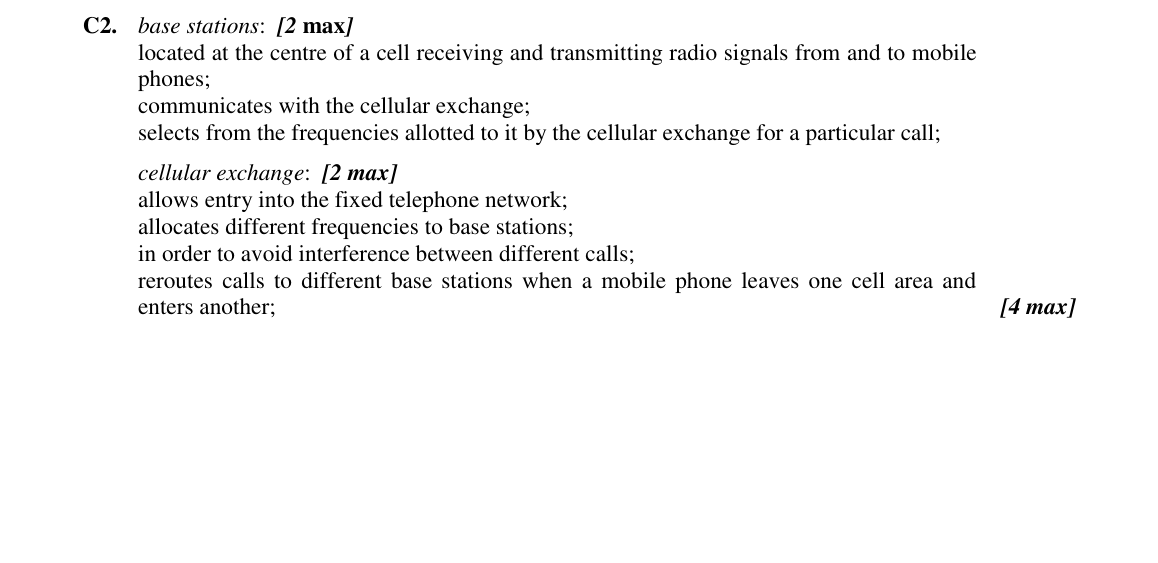 C2. base stations: [2 max]
located at the centre of a cell receiving and transmitting radio signals from and to mobile
phones;
communicates with the cellular exchange;
selects from the frequencies allotted to it by the cellular exchange for a particular call;
cellular exchange: [2 max]
allows entry into the fixed telephone network;
allocates different frequencies to base stations;
in order to avoid interference between different calls;
reroutes calls to different base stations when a mobile phone leaves one cell area and
enters another; [4 max]